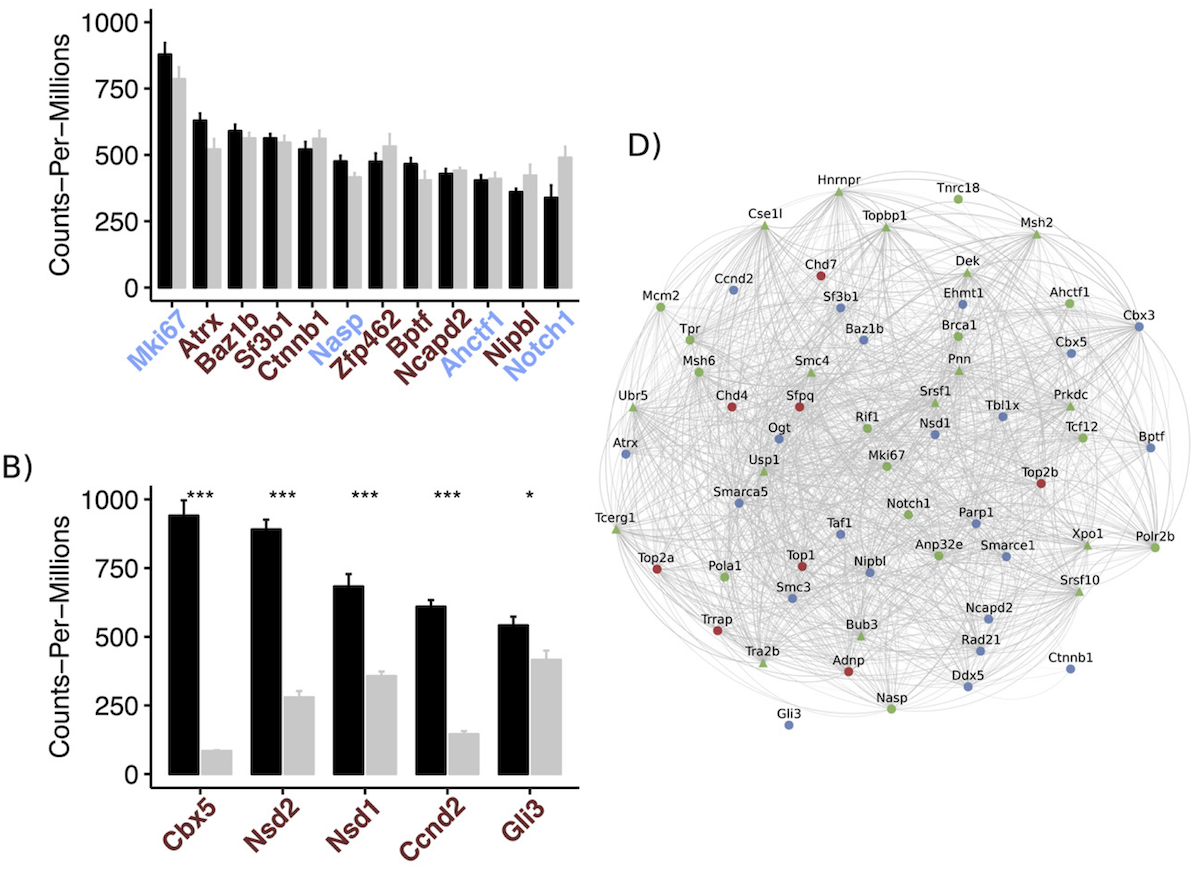 1000
750
500
250
0
Counts−Per−Millions
Mki67
Atrx
Baz1b
Sf3b1
Ctnnb1
Nasp
Zfp462
Bptf
Ncapd2
Ahctf1
Nipbl
Notch1
B)
1000
750
500
250
0
Counts−Per−Millions
***
***
***
***
*
Cbx5
Nsd2
Nsd1
Ccnd2
Gli3
D)
Hnrnpr
Tnrc18
Cse1l
Topbp1
Msh2
Chd7
Dek
Ccnd2
Sf3b1
Ehmt1
Ahctf1
Mcm2
Cbx3
Tpr
Baz1b
Brca1
Cbx5
Msh6
Smc4
Pnn
Ubr5
Chd4
Sfpq
Srsf1
Tbl1x
Prkdc
Rif1
Ogt
Nsd1
Tcf12
Atrx
Bptf
Usp1
Mki67
Top2b
Smarca5
Notch1
Parp1
Tcerg1
Taf1
Xpo1
Polr2b
Top2a
Pola1
Top1
Nipbl
Anp32e
Smarce1
Smc3
Srsf10
Trrap
Bub3
Ncapd2
Tra2b
Adnp
Rad21
Ddx5
Ctnnb1
Nasp
Gli3